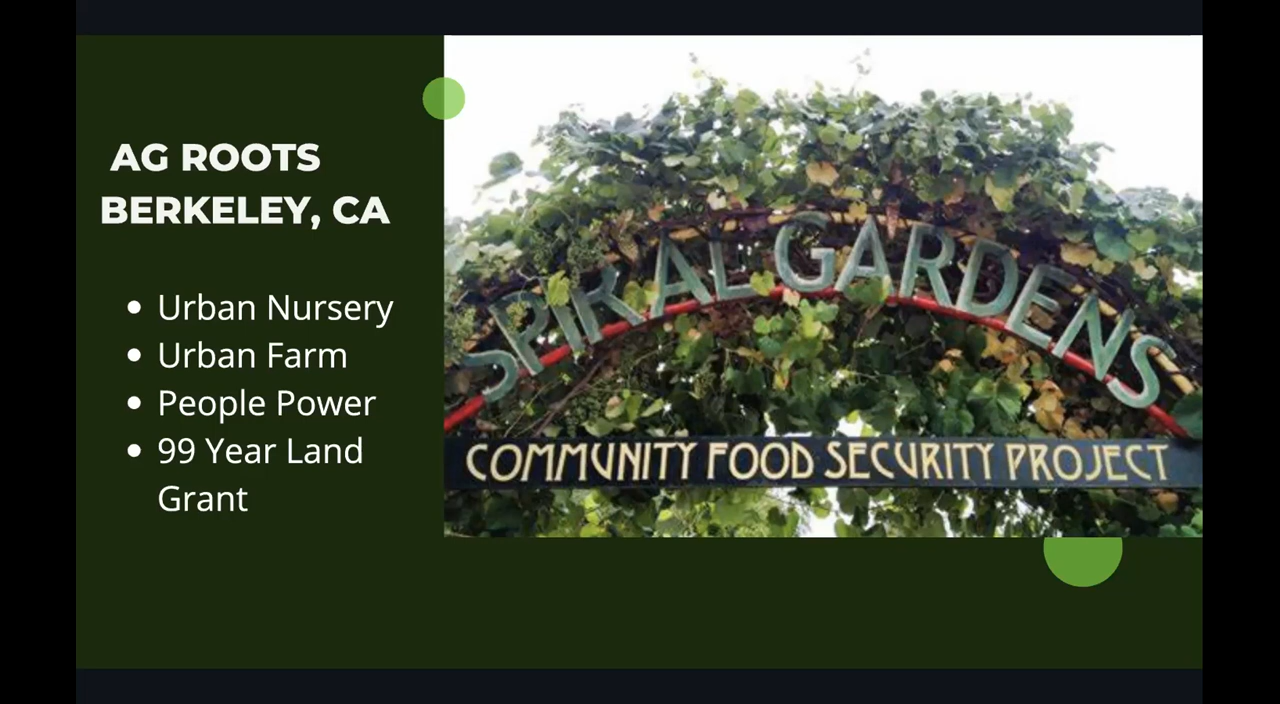 AG ROOTS
BERKELEY, CA
• Urban Nursery
• Urban Farm
• People Power
• 99 Year Land
Grant
SPIRAL GARDENS
COMMUNITY FOOD SECURITY PROJECT